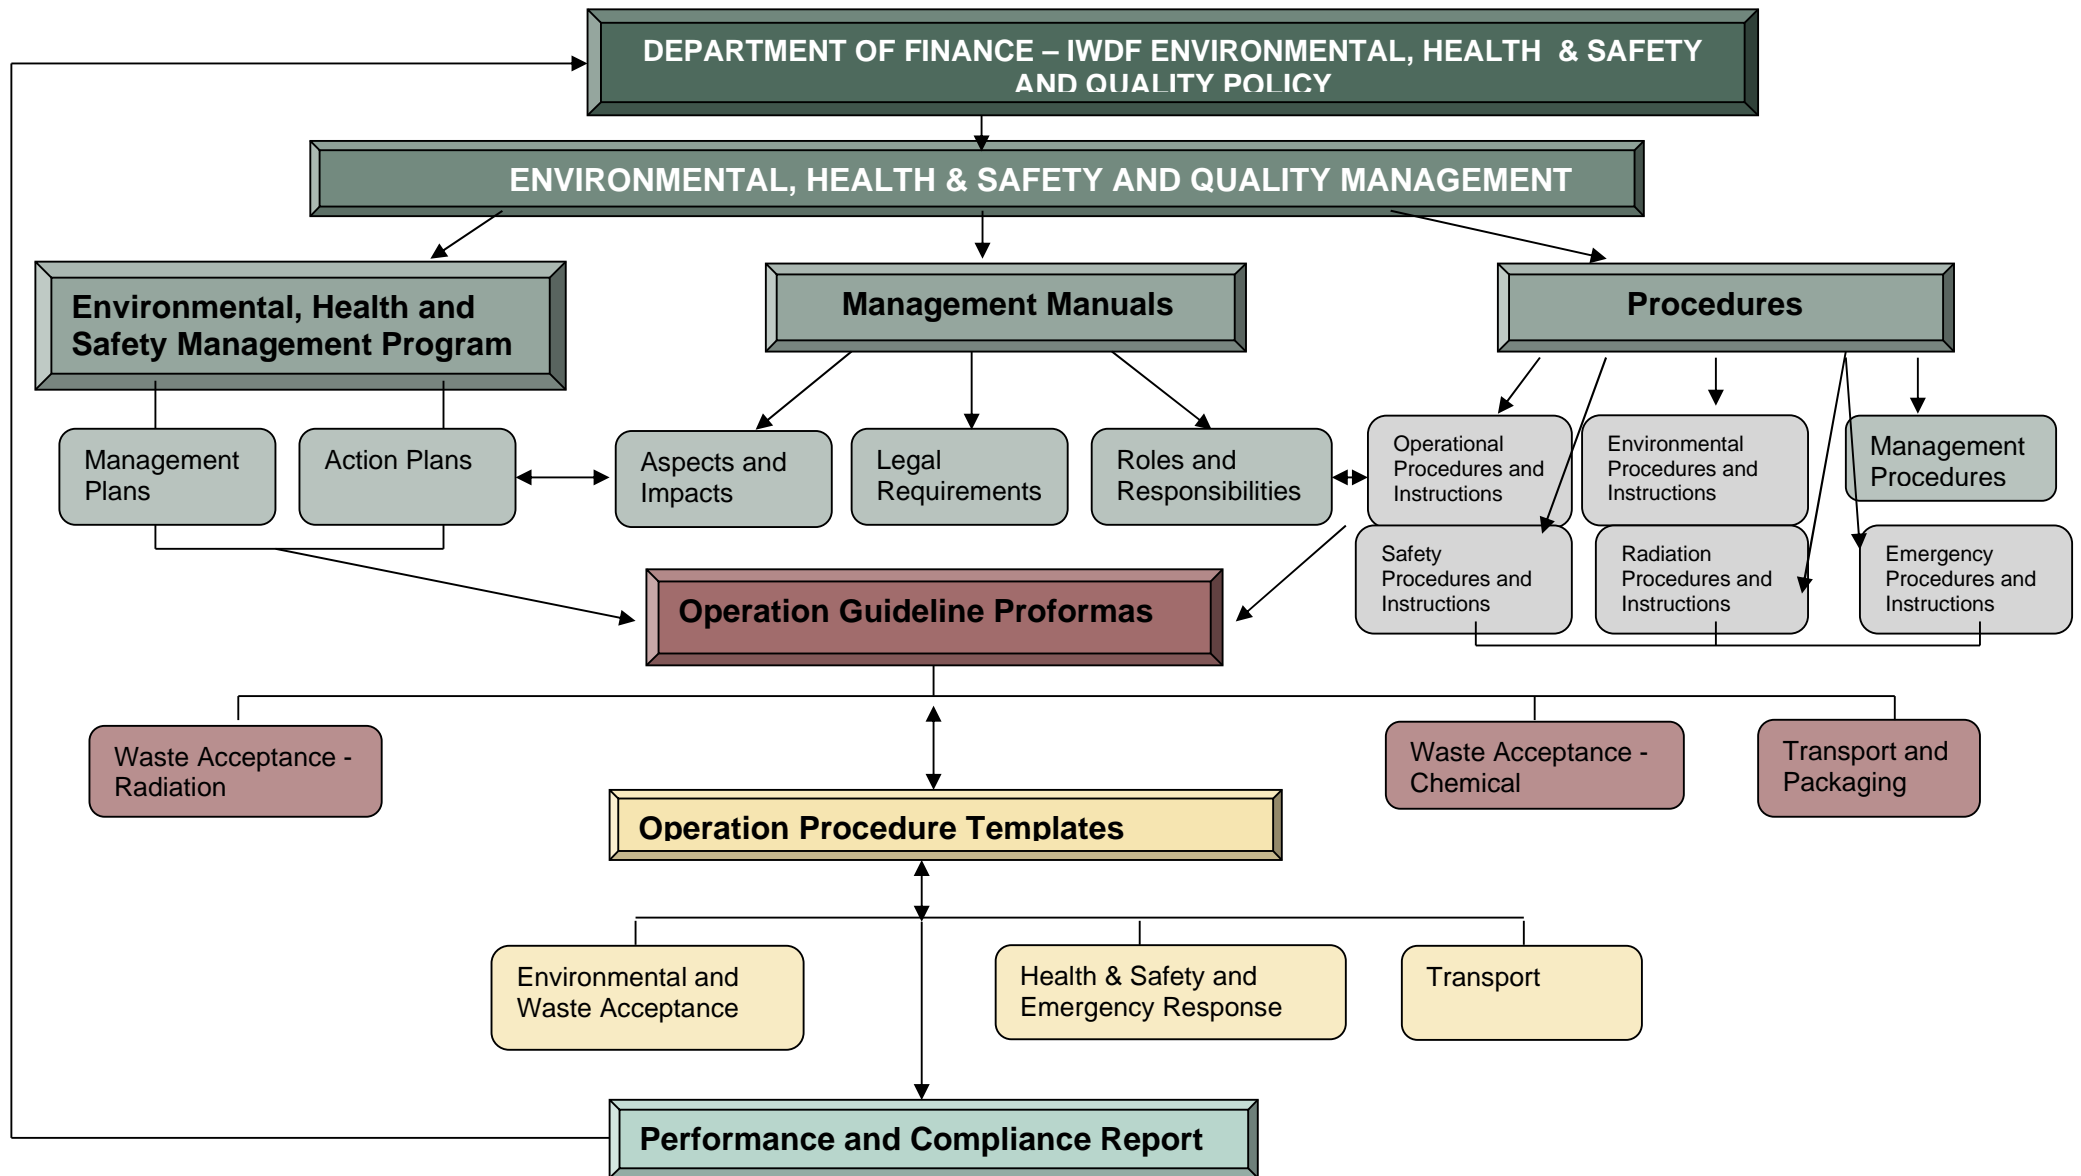 DEPARTMENT OF FINANCE – IWDF ENVIRONMENTAL, HEALTH & SAFETY
AND QUALITY POLICY
ENVIRONMENTAL, HEALTH & SAFETY AND QUALITY MANAGEMENT
Environmental, Health and
Safety Management Program
Management Manuals
Procedures
Management
Plans
Action Plans
Aspects and
Impacts
Legal
Requirements
Roles and
Responsibilities
Operational
Procedures and
Instructions
Environmental
Procedures and
Instructions
Management
Procedures
Safety
Procedures and
Instructions
Radiation
Procedures and
Instructions
Emergency
Procedures and
Instructions
Operation Guideline Proformas
Waste Acceptance -
Radiation
Waste Acceptance -
Chemical
Transport and
Packaging
Operation Procedure Templates
Environmental and
Waste Acceptance
Health & Safety and
Emergency Response
Transport
Performance and Compliance Report